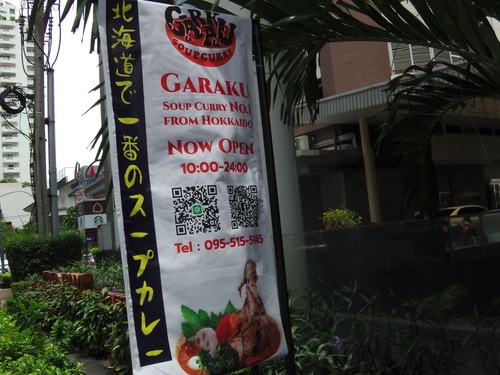 GARAKU
SOUP CURRY
北海道で一番のスープカレー
GARAKU
SOUP CURRY NO.1
FROM HOKKAIDO
NOW OPEN
10:00-24:00
Tel : 095-515-5145